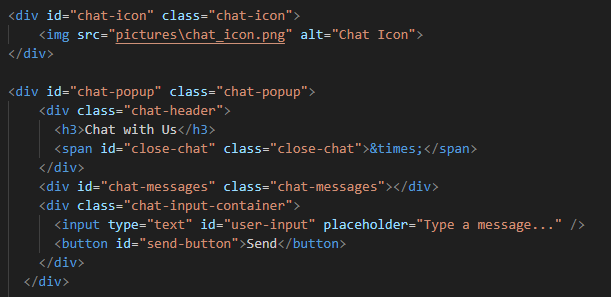 <div id="chat-icon" class="chat-icon">
    <img src="pictures\chat_icon.png" alt="Chat Icon">
</div>

<div id="chat-popup" class="chat-popup">
    <div class="chat-header">
      <h3>Chat with Us</h3>
      <span id="close-chat" class="close-chat">&times;</span>
    </div>
    <div id="chat-messages" class="chat-messages"></div>
    <div class="chat-input-container">
      <input type="text" id="user-input" placeholder="Type a message..." />
      <button id="send-button">Send</button>
    </div>
  </div>